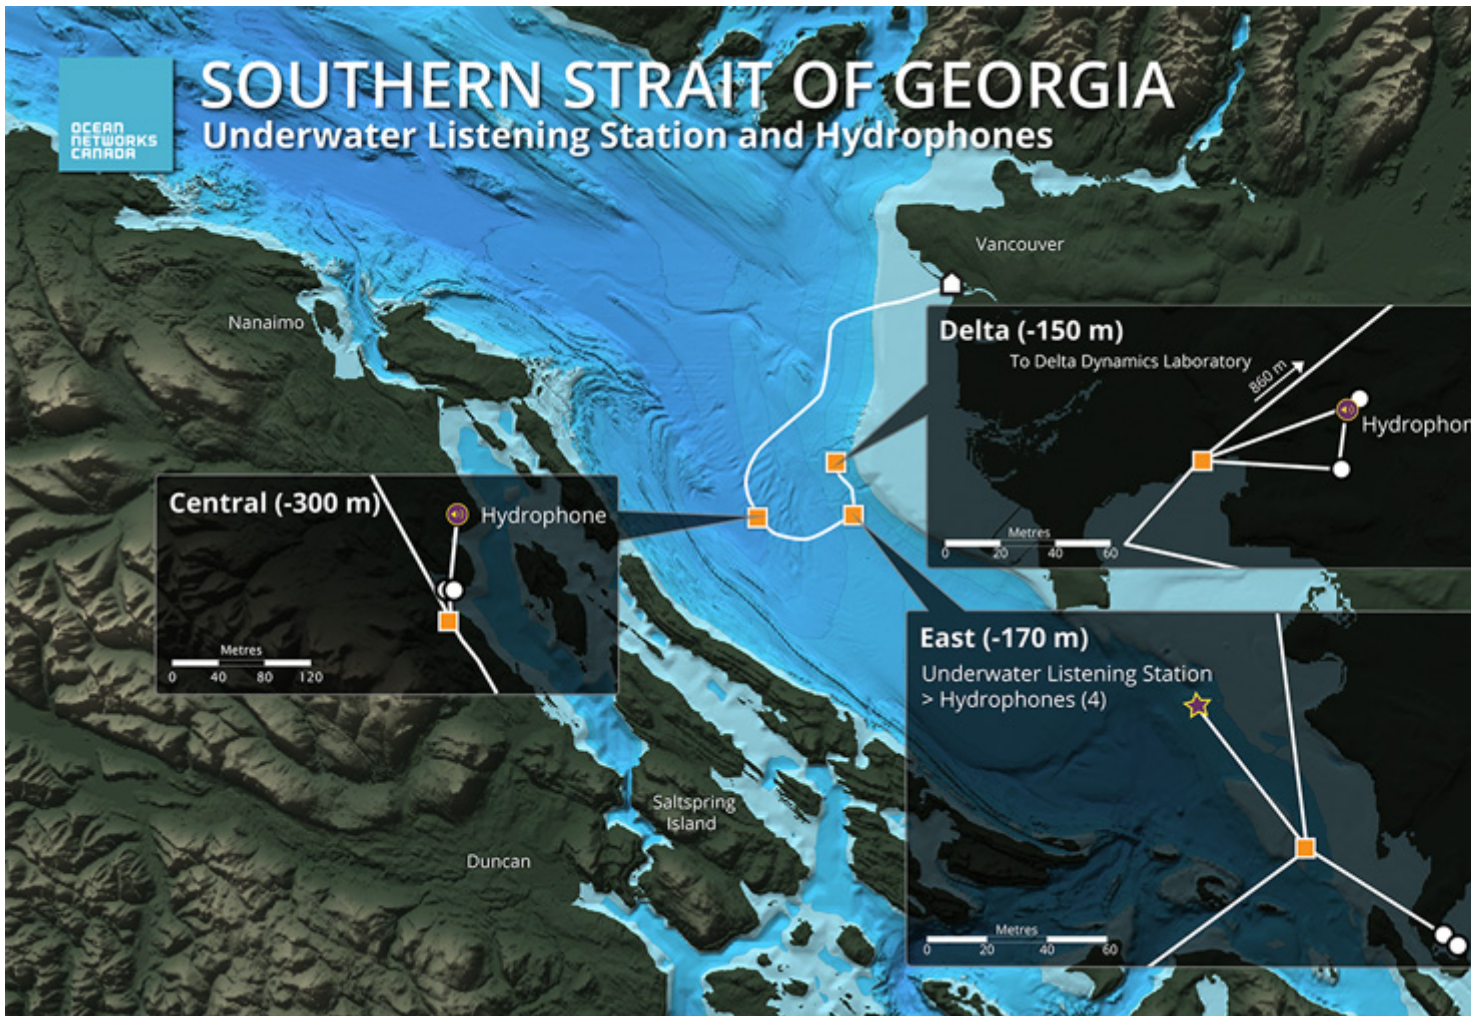 SOUTHERN STRAIT OF GEORGIA
Underwater Listening Station and Hydrophones
OCEAN
NETWORKS
CANADA
Vancouver
Nanaimo
Delta (-150 m)
To Delta Dynamics Laboratory
860 m
Hydrophon
Metres
0 20 40 60
Central (-300 m)
Hydrophone
Metres
0 40 80 120
East (-170 m)
Underwater Listening Station
> Hydrophones (4)
Metres
0 20 40 60
Saltspring
Island
Duncan